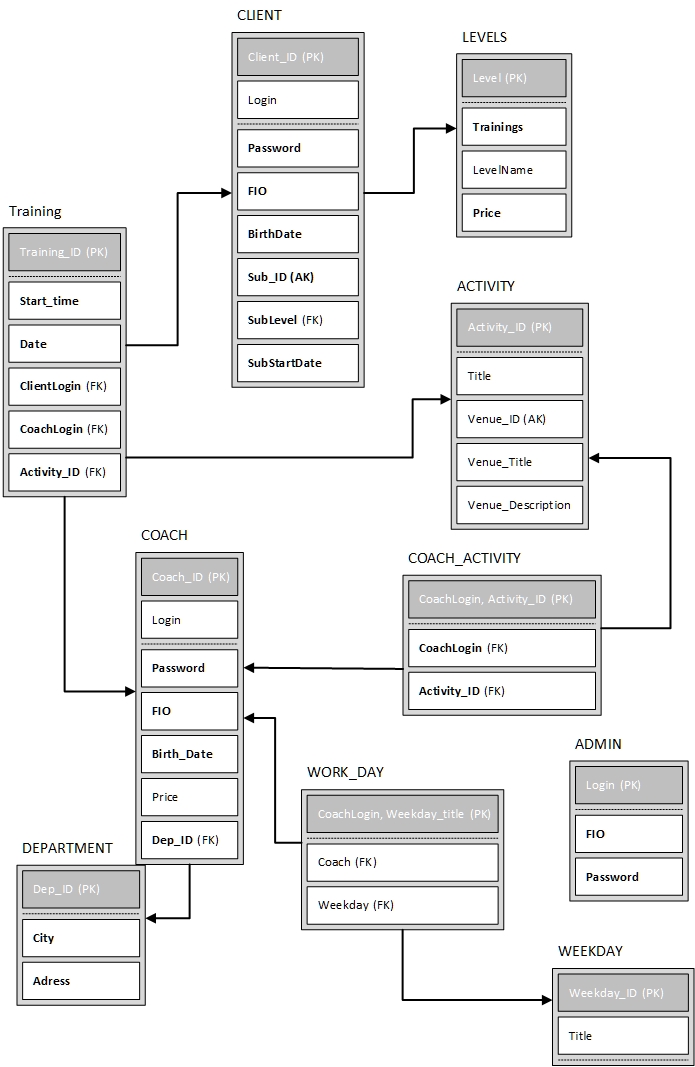 CLIENT
Client_ID (PK)
Login
Password
FIO
BirthDate
Sub_ID (AK)
SubLevel (FK)
SubStartDate
LEVELS
Level (PK)
Trainings
LevelName
Price
Training
Training_ID (PK)
Start_time
Date
ClientLogin (FK)
CoachLogin (FK)
Activity_ID (FK)
ACTIVITY
Activity_ID (PK)
Title
Venue_ID (AK)
Venue_Title
Venue_Description
COACH
Coach_ID (PK)
Login
Password
FIO
Birth_Date
Price
Dep_ID (FK)
COACH_ACTIVITY
CoachLogin, Activity_ID (PK)
CoachLogin (FK)
Activity_ID (FK)
WORK_DAY
CoachLogin, Weekday_title (PK)
Coach (FK)
Weekday (FK)
ADMIN
Login (PK)
FIO
Password
DEPARTMENT
Dep_ID (PK)
City
Adress
WEEKDAY
Weekday_ID (PK)
Title